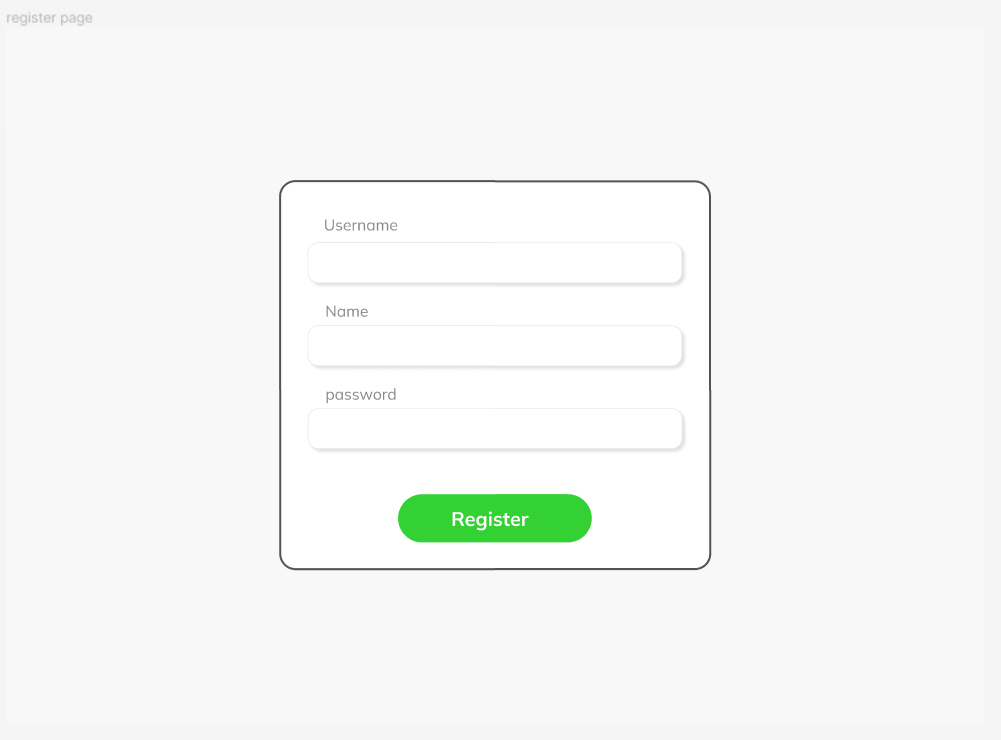 register page
Username
Name
password
Register